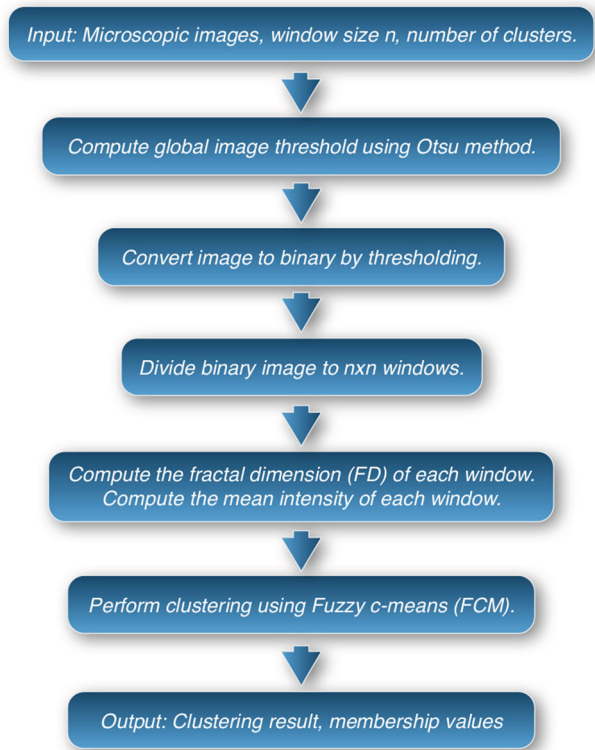 Input: Microscopic images, window size n, number of clusters.
Compute global image threshold using Otsu method.
Convert image to binary by thresholding.
Divide binary image to nxn windows.
Compute the fractal dimension (FD) of each window.
Compute the mean intensity of each window.
Perform clustering using Fuzzy c-means (FCM).
Output: Clustering result, membership values